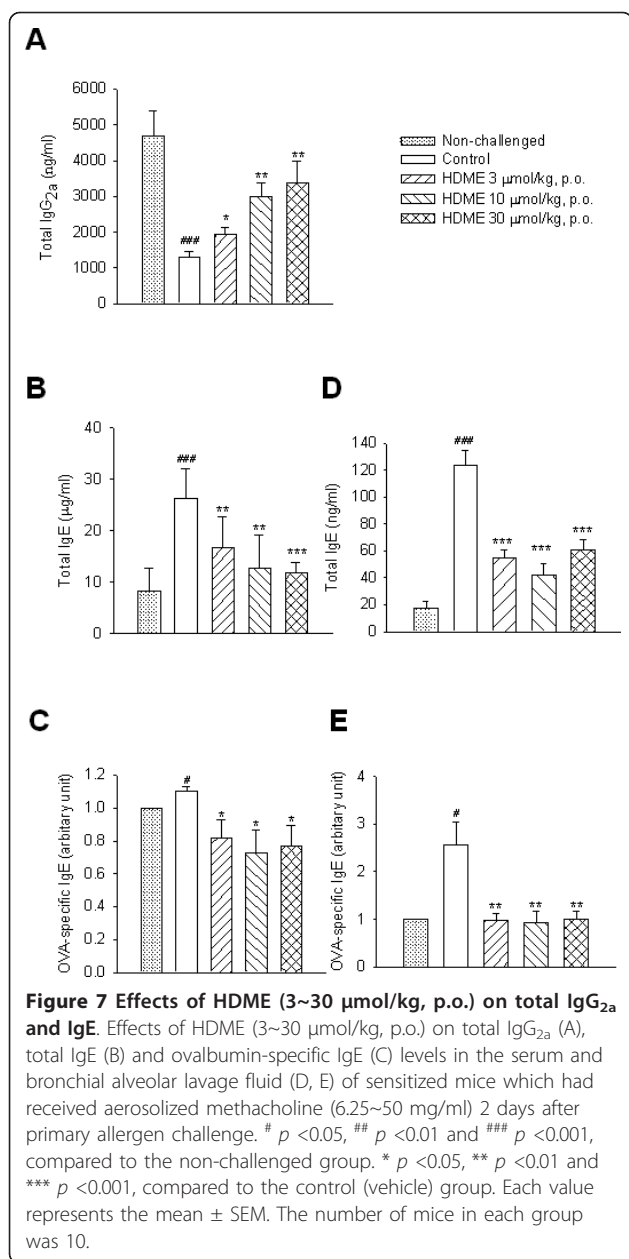 A
Total IgG2a (ng/ml)
6000
5000
4000
3000
2000
1000
0
###
*
**
**
Non-challenged
Control
HDME 3 μmol/kg, p.o.
HDME 10 μmol/kg, p.o.
HDME 30 μmol/kg, p.o.
B
Total IgE (μg/ml)
40
30
20
10
0
###
**
**
***
D
Total IgE (ng/ml)
140
120
100
80
60
40
20
0
###
***
***
***
C
OVA-specific IgE (arbitary unit)
1.2
1.0
0.8
0.6
0.4
0.2
0.0
#
*
*
*
E
OVA-specific IgE (arbitary unit)
4
3
2
1
0
#
**
**
**
Figure 7 Effects of HDME (3~30 μmol/kg, p.o.) on total IgG2a
and IgE. Effects of HDME (3~30 μmol/kg, p.o.) on total IgG2a (A),
total IgE (B) and ovalbumin-specific IgE (C) levels in the serum and
bronchial alveolar lavage fluid (D, E) of sensitized mice which had
received aerosolized methacholine (6.25~50 mg/ml) 2 days after
primary allergen challenge. # p <0.05, ## p <0.01 and ### p <0.001,
compared to the non-challenged group. * p <0.05, ** p <0.01 and
*** p <0.001, compared to the control (vehicle) group. Each value
represents the mean ± SEM. The number of mice in each group
was 10.